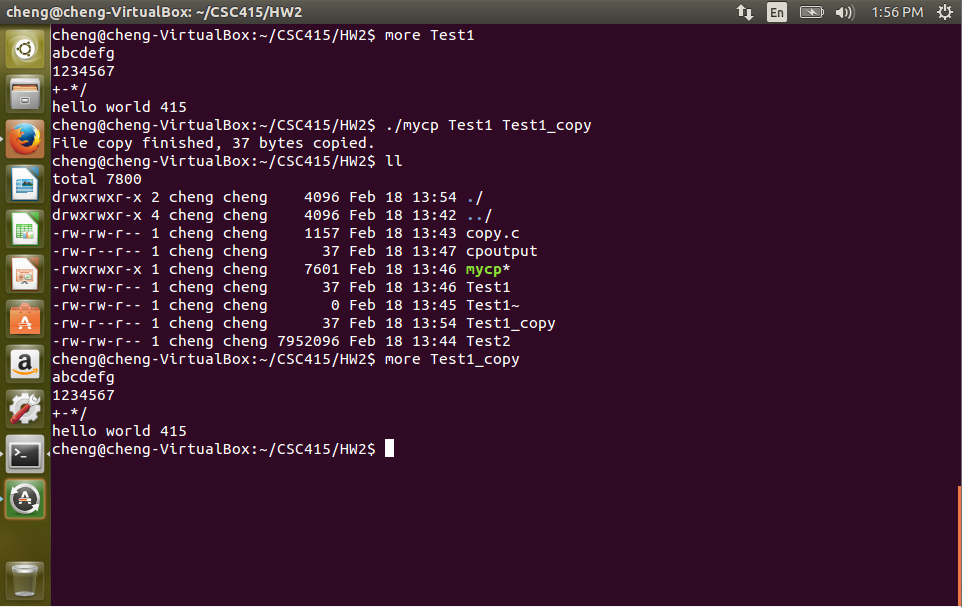 cheng@cheng-VirtualBox: ~/CSC415/HW2 En 1:56 PM
cheng@cheng-VirtualBox:~/CSC415/HW2$ more Test1
abcdefg
1234567
+-*/
hello world 415
cheng@cheng-VirtualBox:~/CSC415/HW2$ ./mycp Test1 Test1_copy
File copy finished, 37 bytes copied.
cheng@cheng-VirtualBox:~/CSC415/HW2$ ll
total 7800
drwxrwxr-x 2 cheng cheng    4096 Feb 18 13:54 ./
drwxrwxr-x 4 cheng cheng    4096 Feb 18 13:42 ../
-rw-rw-r-- 1 cheng cheng    1157 Feb 18 13:43 copy.c
-rw-r--r-- 1 cheng cheng      37 Feb 18 13:47 cpoutput
-rwxrwxr-x 1 cheng cheng    7601 Feb 18 13:46 mycp*
-rw-rw-r-- 1 cheng cheng      37 Feb 18 13:46 Test1
-rw-rw-r-- 1 cheng cheng       0 Feb 18 13:45 Test1~
-rw-r--r-- 1 cheng cheng      37 Feb 18 13:54 Test1_copy
-rw-rw-r-- 1 cheng cheng 7952096 Feb 18 13:44 Test2
cheng@cheng-VirtualBox:~/CSC415/HW2$ more Test1_copy
abcdefg
1234567
+-*/
hello world 415
cheng@cheng-VirtualBox:~/CSC415/HW2$